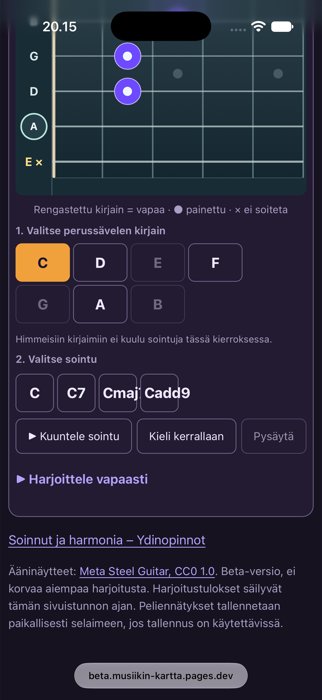 20.15
G
D
A
E ×
Rengastettu kirjain = vapaa · ● painettu · × ei soiteta
1. Valitse perussävelen kirjain
C D E F
G A B
Himmeisiin kirjaimiin ei kuulu sointuja tässä kierroksessa.
2. Valitse sointu
C C7 Cmaj Cadd9
▶ Kuuntele sointu Kieli kerrallaan Pysäytä
▶ Harjoittele vapaasti
Soinnut ja harmonia – Ydinopinnot
Ääninäytteet: Meta Steel Guitar, CC0 1.0. Beta-versio, ei
korvaa aiempaa harjoitusta. Harjoitustulokset säilyvät
tämän sivuistunnon ajan. Peliennätykset tallennetaan
paikallisesti selaimeen, jos tallennus on käytettävissä.
beta.musiikin-kartta.pages.dev